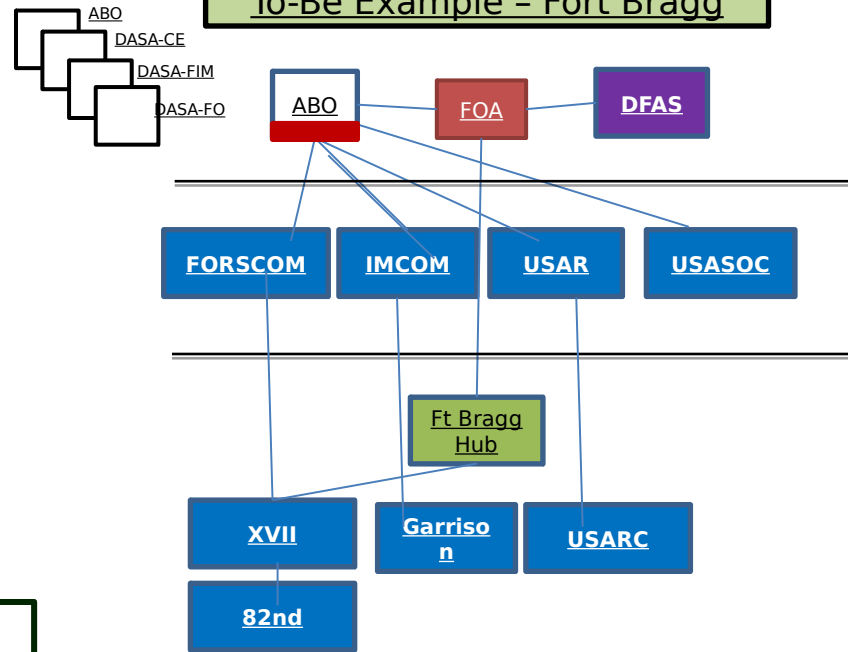 To-Be Example – Fort Bragg
ABO
DASA-CE
DASA-FIM
DASA-FO
ABO
FOA
DFAS
FORSCOM
IMCOM
USAR
USASOC
Ft Bragg
Hub
XVII
Garriso
n
USARC
82nd